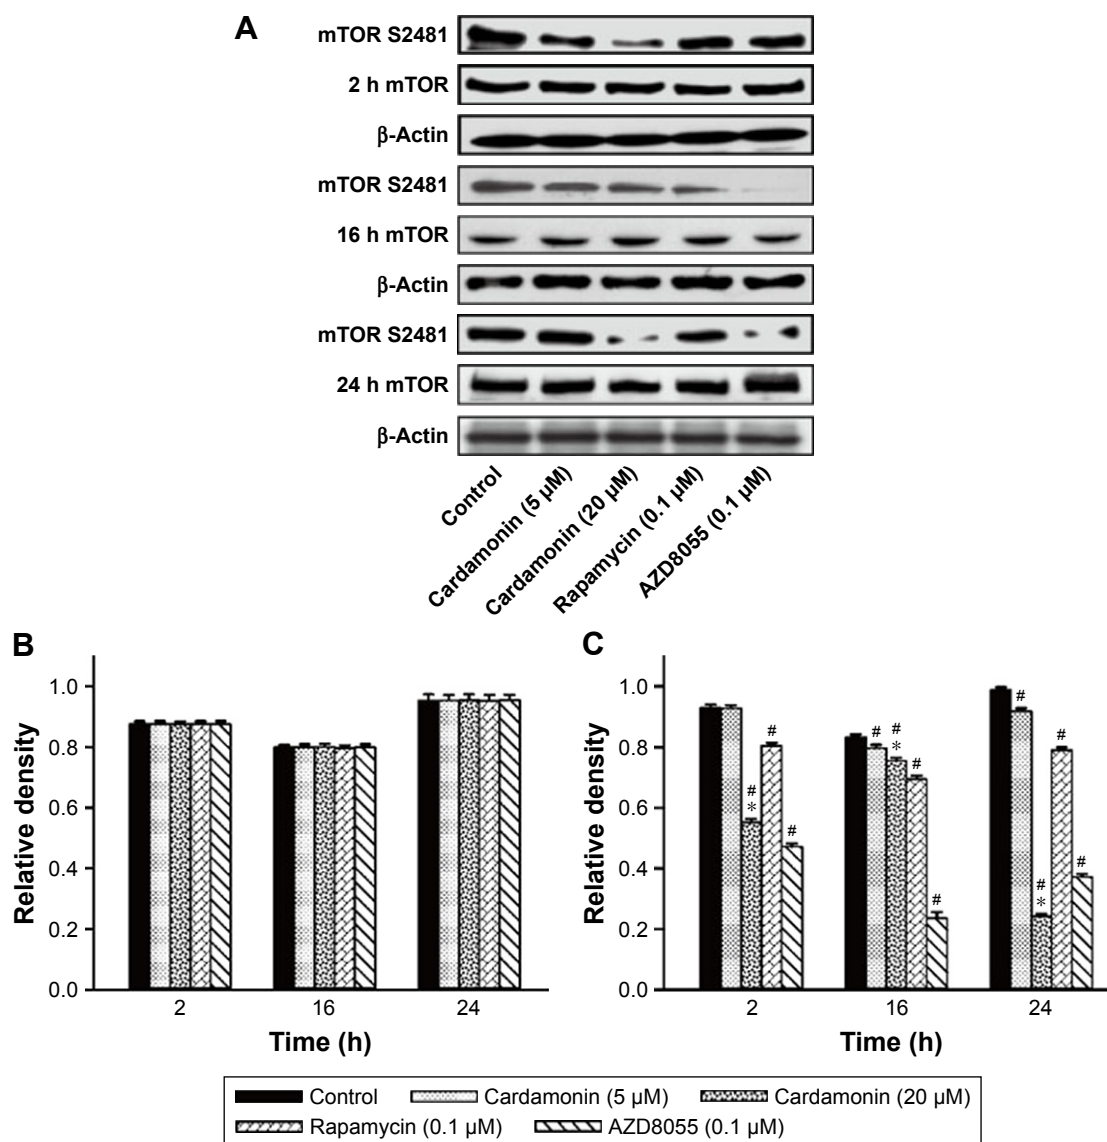 A
mTOR S2481
2 h mTOR
β-Actin
mTOR S2481
16 h mTOR
β-Actin
mTOR S2481
24 h mTOR
β-Actin
Control
Cardamonin (5 µM)
Cardamonin (20 µM)
Rapamycin (0.1 µM)
AZD8055 (0.1 µM)
B
Relative density
1.0
0.8
0.6
0.4
0.2
0.0
2 16 24
Time (h)
C
Relative density
1.0
0.8
0.6
0.4
0.2
0.0
#
*
#
#
#
#
*
#
#
#
#
*
#
#
#
2 16 24
Time (h)
Control Cardamonin (5 µM) Cardamonin (20 µM)
Rapamycin (0.1 µM) AZD8055 (0.1 µM)